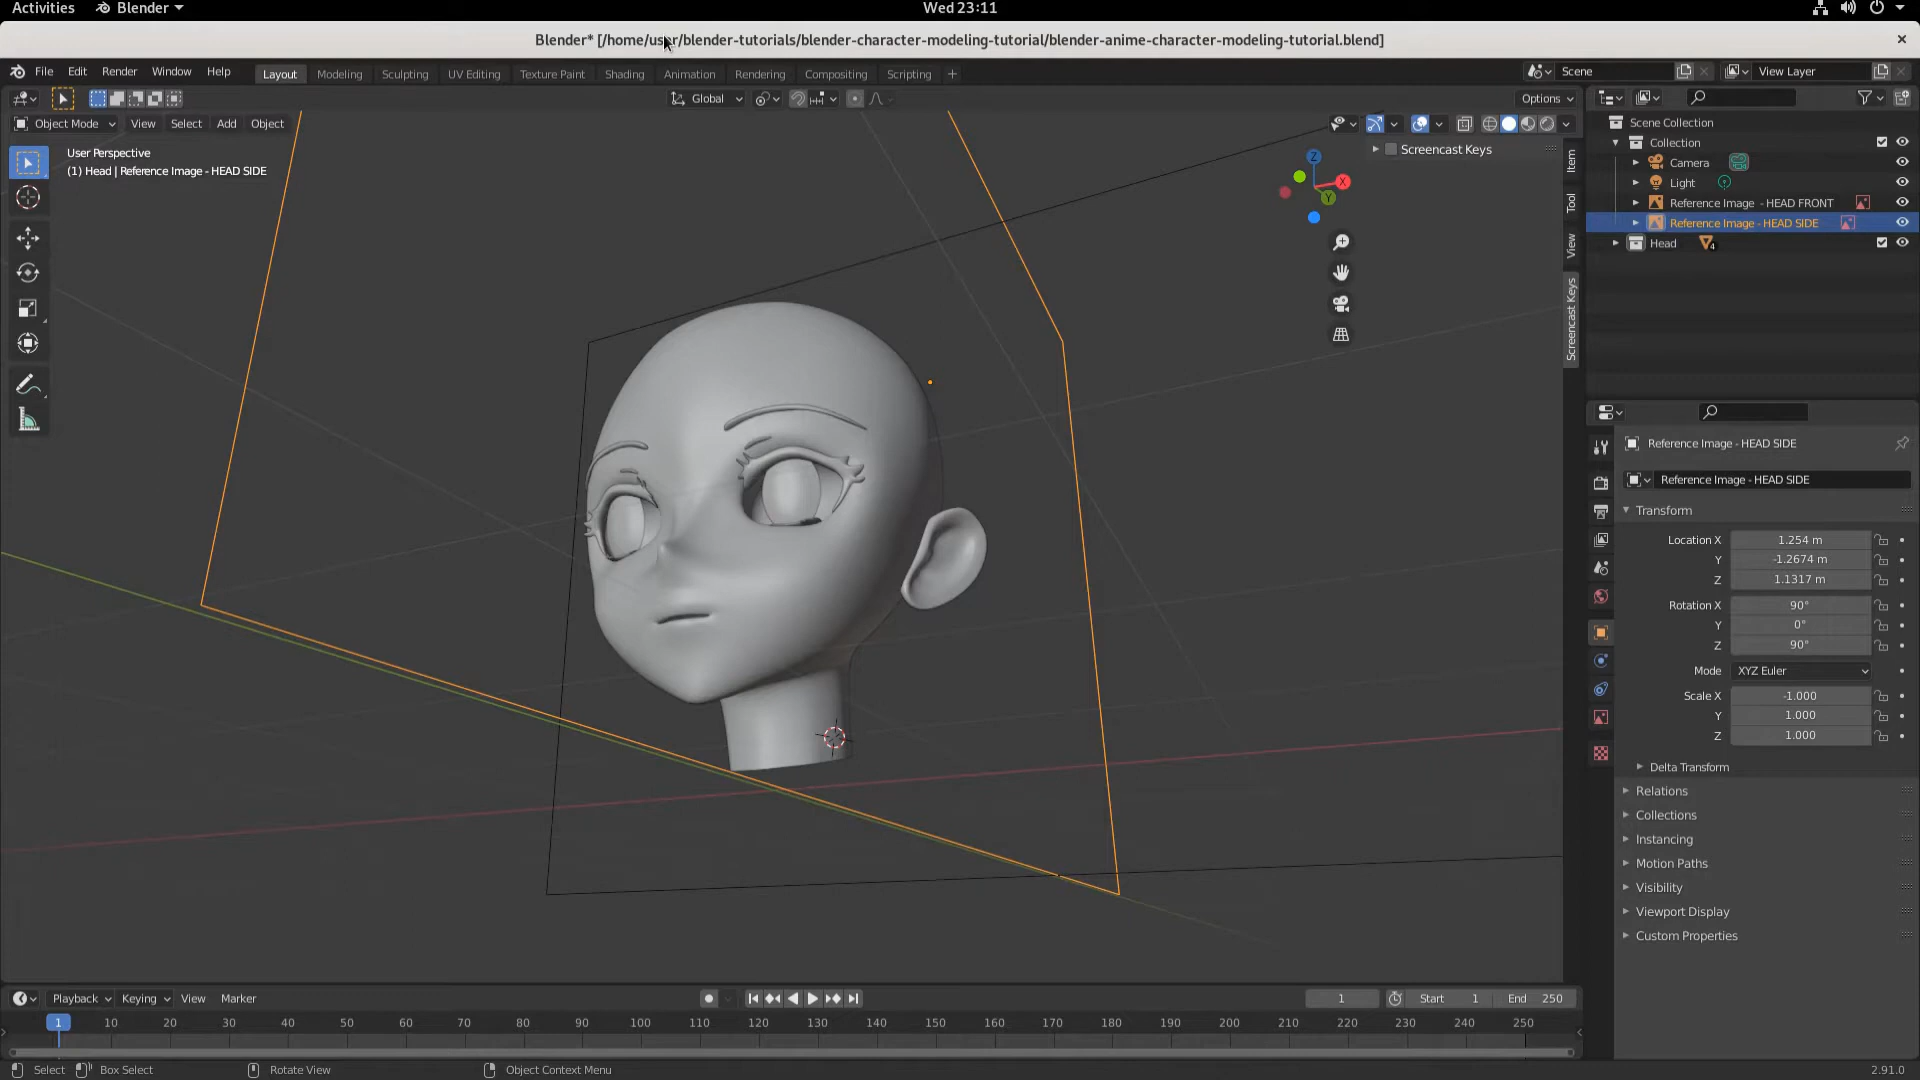 Activities Blender Wed 23:11
Blender* [/home/user/blender-tutorials/blender-character-modeling-tutorial/blender-anime-character-modeling-tutorial.blend]
File Edit Render Window Help Layout Modeling Sculpting UV Editing Texture Paint Shading Animation Rendering Compositing Scripting + Scene View Layer
Global Options
Object Mode View Select Add Object
User Perspective
(1) Head | Reference Image - HEAD SIDE
Screencast Keys
Z
X
Y
Item
Tool
View
Screencast Keys
Scene Collection
Collection
Camera
Light
Reference Image - HEAD FRONT
Reference Image - HEAD SIDE
Head 4
Reference Image - HEAD SIDE
Reference Image - HEAD SIDE
Transform
Location X 1.254 m
Y -1.2674 m
Z 1.1317 m
Rotation X 90°
Y 0°
Z 90°
Mode XYZ Euler
Scale X -1.000
Y 1.000
Z 1.000
Delta Transform
Relations
Collections
Instancing
Motion Paths
Visibility
Viewport Display
Custom Properties
Playback Keying View Marker 1 Start 1 End 250
1 10 20 30 40 50 60 70 80 90 100 110 120 130 140 150 160 170 180 190 200 210 220 230 240 250
Select Box Select Rotate View Object Context Menu 2.91.0